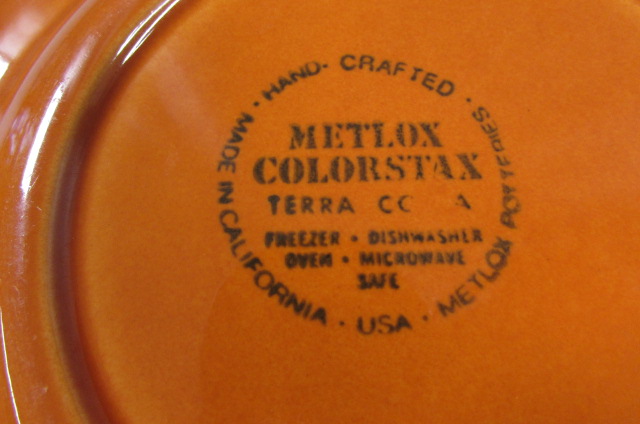 · HAND-CRAFTED ·
METLOX
COLORSTAX
TERRA
FREEZER · DISHWASHER
OVEN · MICROWAVE
SAFE
MADE IN CALIFORNIA · USA · METLOX POTTERIES